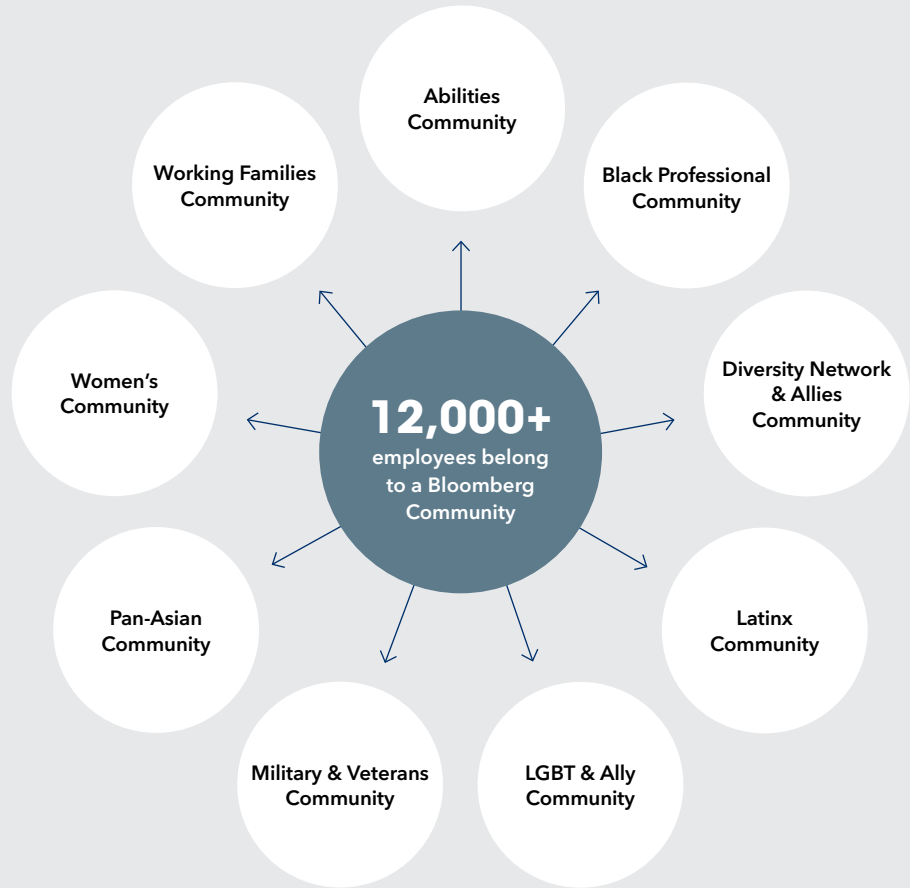 Abilities
Community
Black Professional
Community
Diversity Network
& Allies
Community
Latinx
Community
LGBT & Ally
Community
Military & Veterans
Community
Pan-Asian
Community
Women's
Community
Working Families
Community
12,000+
employees belong
to a Bloomberg
Community